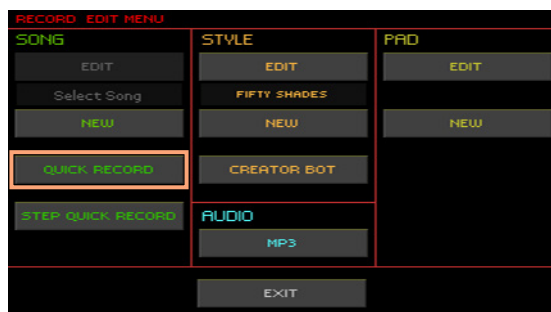 RECORD EDIT MENU
SONG
EDIT
Select Song
NEW
QUICK RECORD
STEP QUICK RECORD
STYLE
EDIT
FIFTY SHADES
NEW
CREATOR BOT
AUDIO
MP3
PAD
EDIT
NEW
EXIT